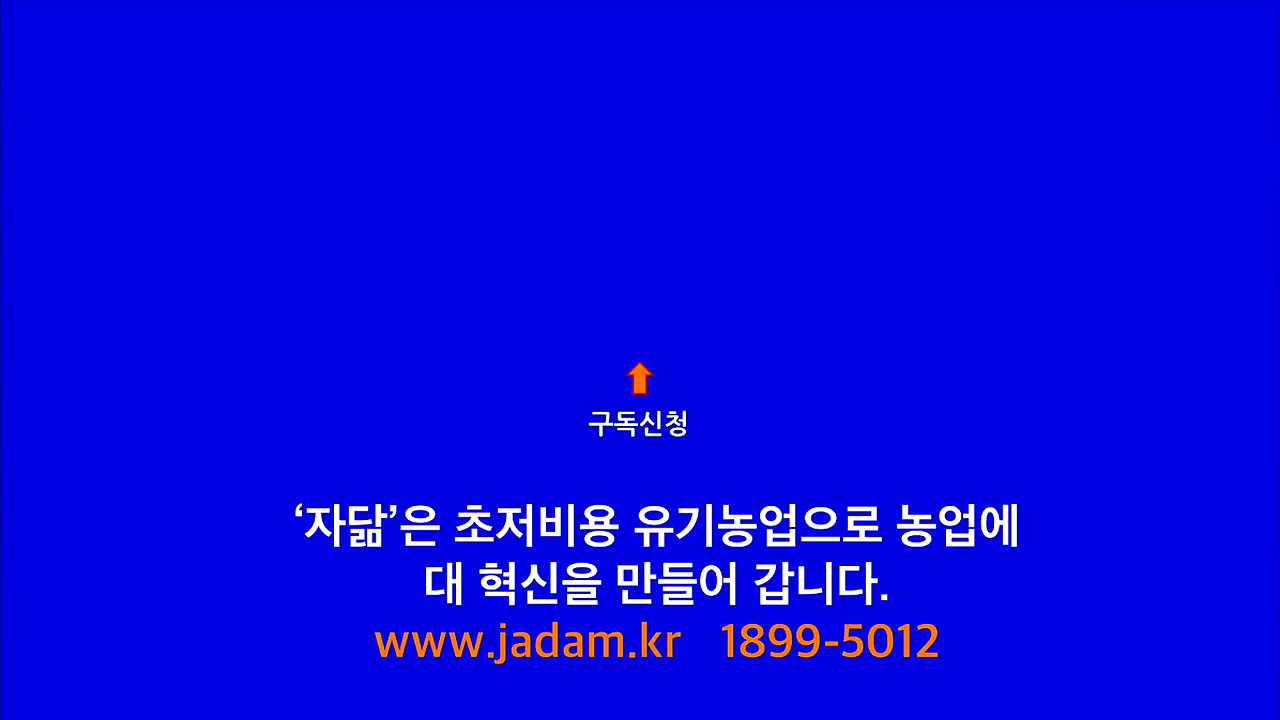 구독신청
‘자닮’은 초저비용 유기농업으로 농업에
대 혁신을 만들어 갑니다.
www.jadam.kr 1899-5012